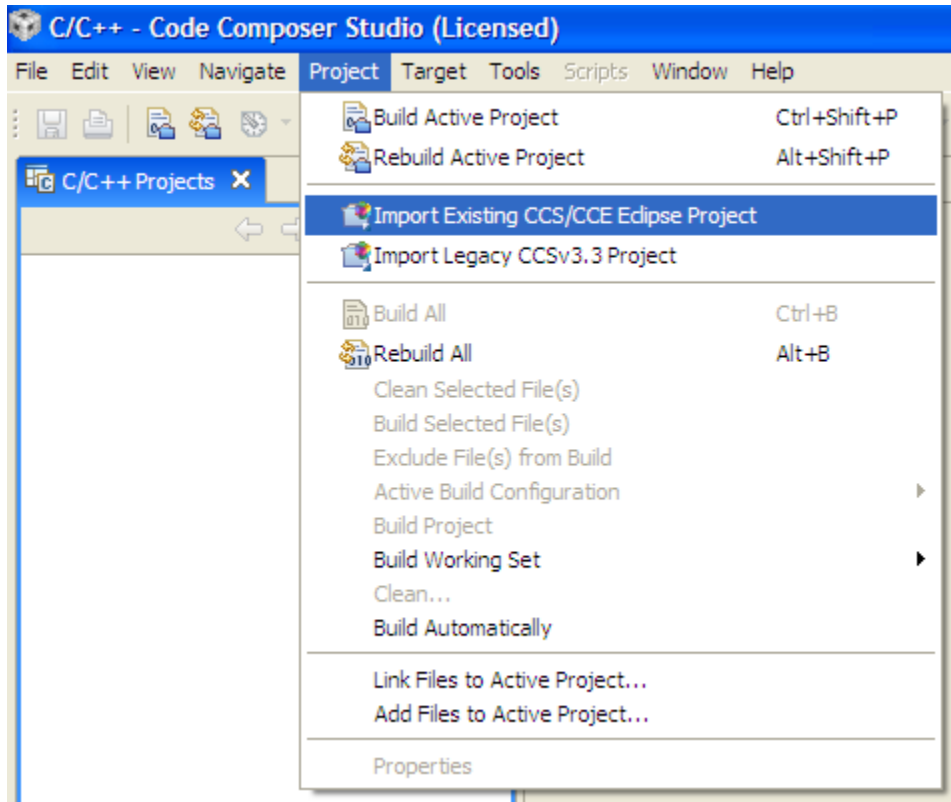 C/C++ - Code Composer Studio (Licensed)
File Edit View Navigate Project Target Tools Scripts Window Help
Build Active Project Ctrl+Shift+P
Rebuild Active Project Alt+Shift+P
C/C++ Projects
Import Existing CCS/CCE Eclipse Project
Import Legacy CCSv3.3 Project
Build All Ctrl+B
Rebuild All Alt+B
Clean Selected File(s)
Build Selected File(s)
Exclude File(s) from Build
Active Build Configuration
Build Project
Build Working Set
Clean...
Build Automatically
Link Files to Active Project...
Add Files to Active Project...
Properties